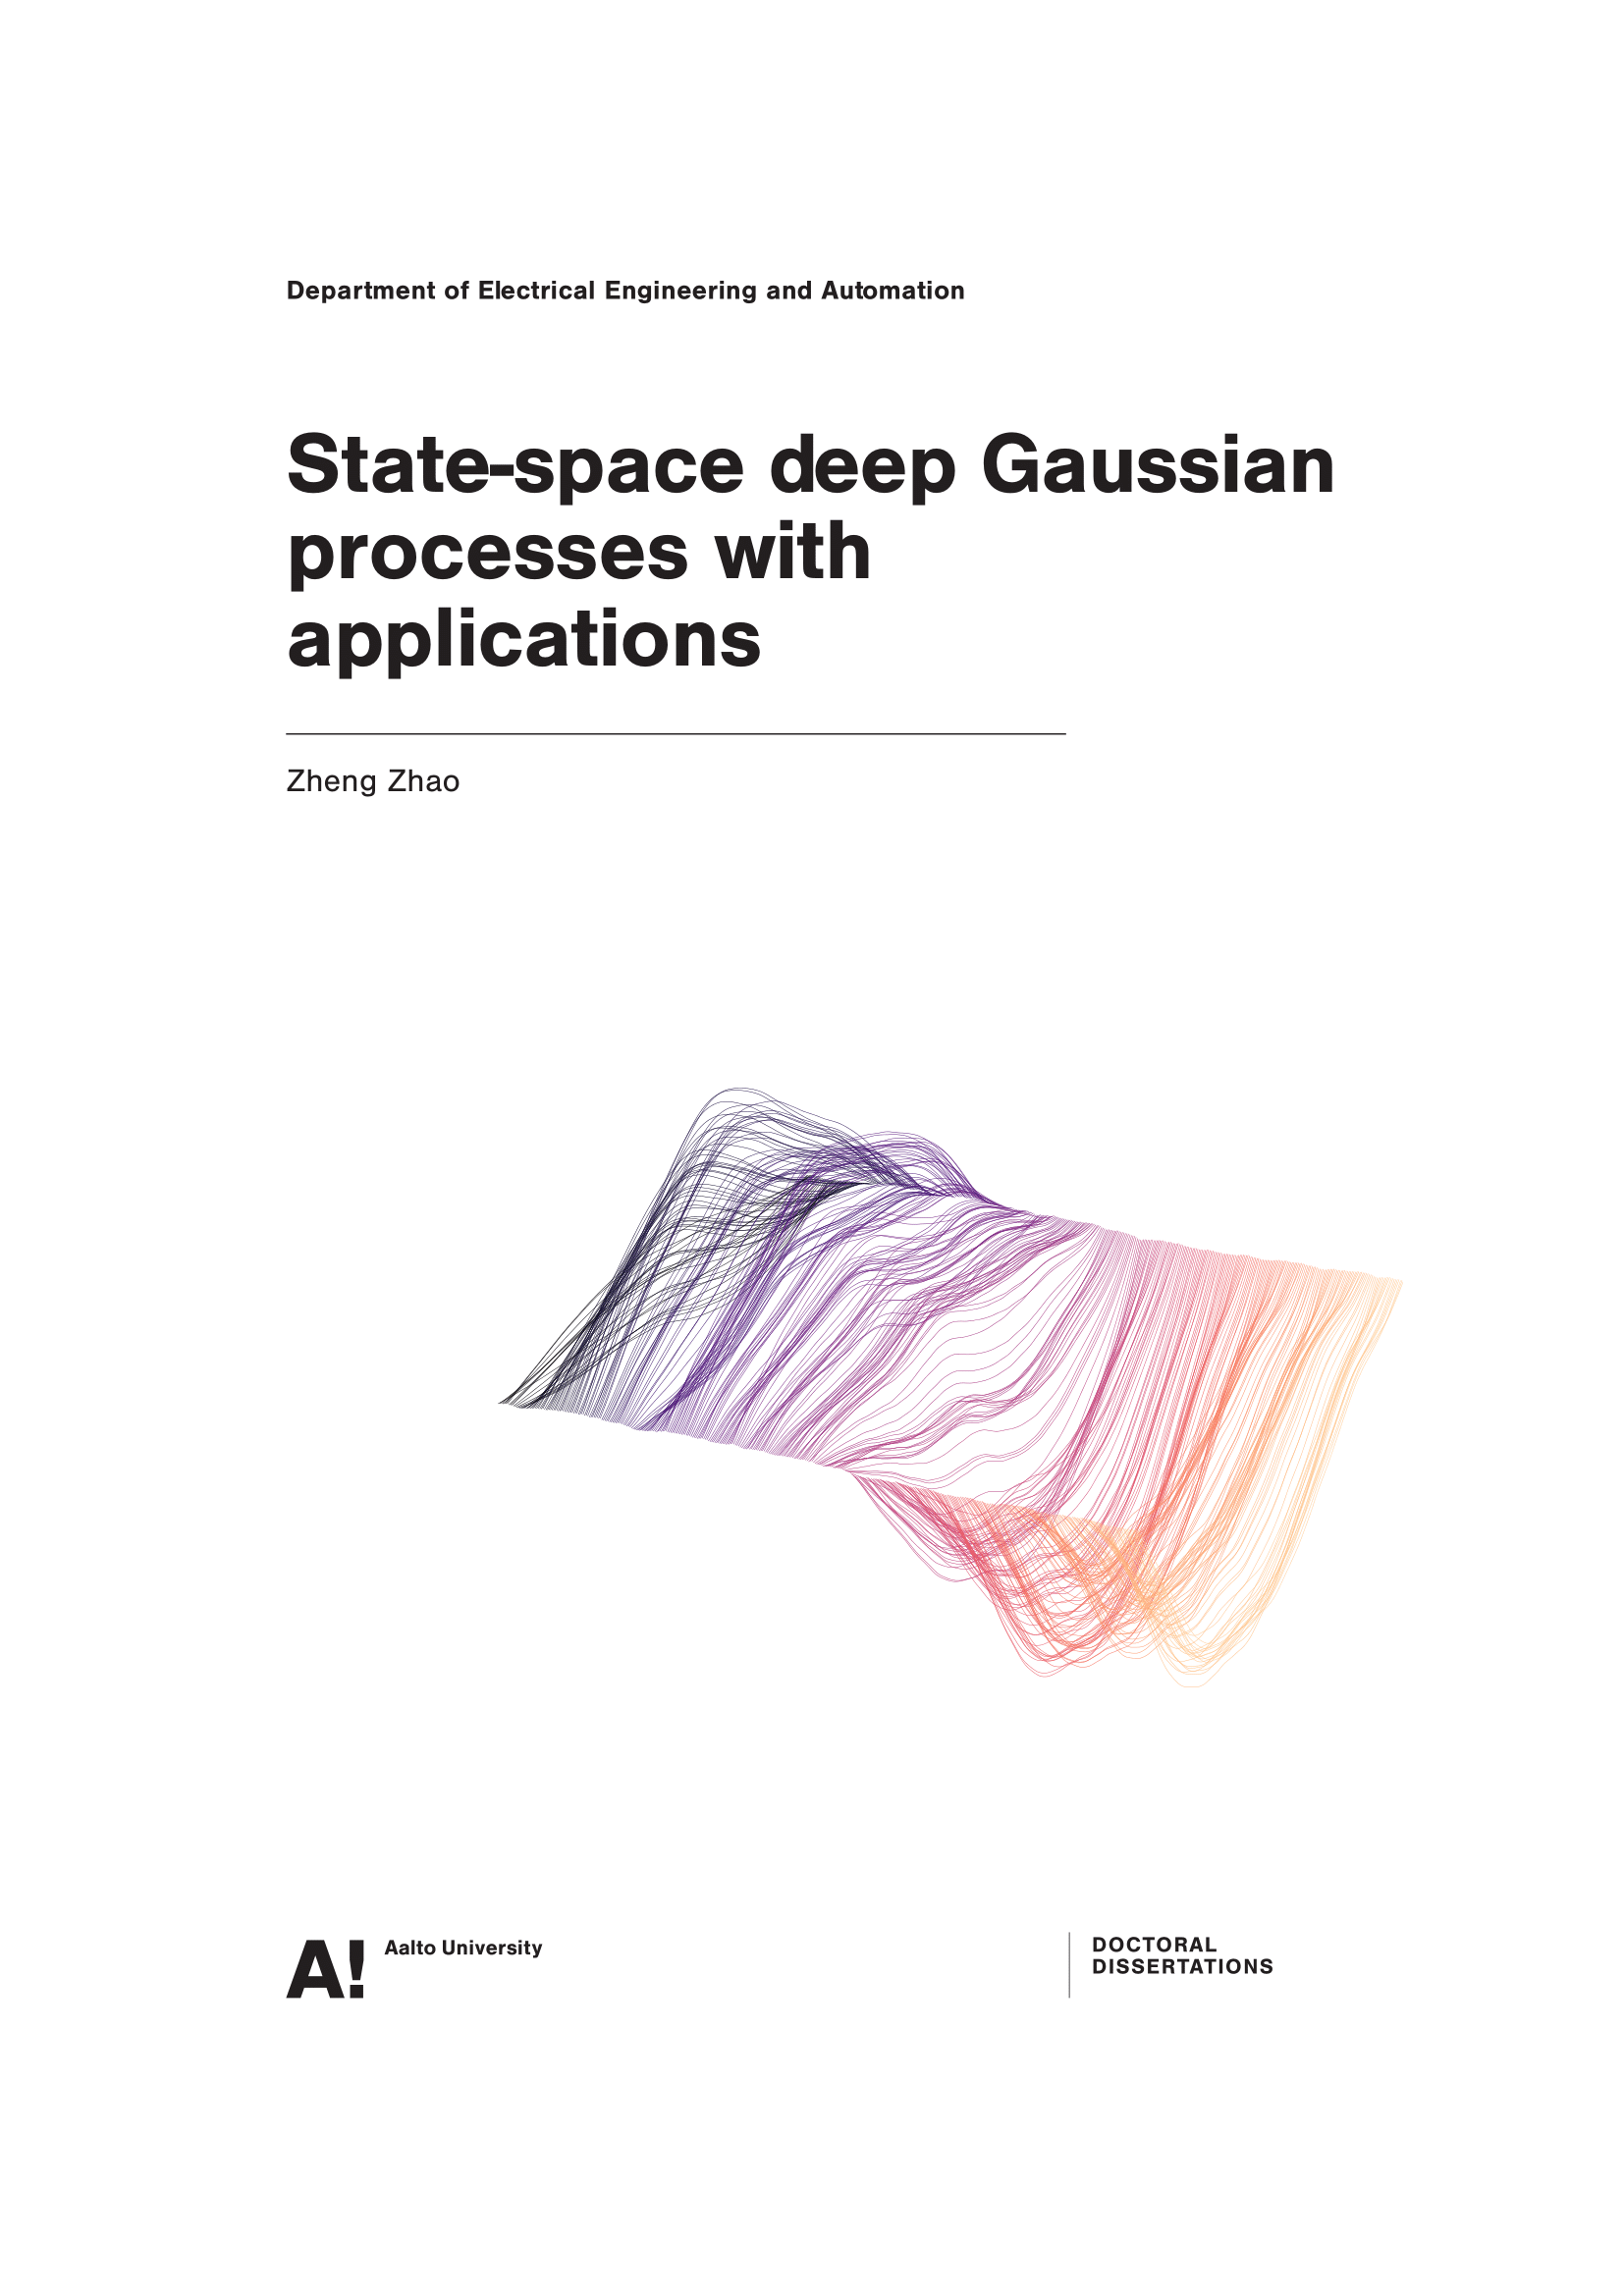 Department of Electrical Engineering and Automation
State-space deep Gaussian
processes with
applications
Zheng Zhao
A! Aalto University
DOCTORAL
DISSERTATIONS